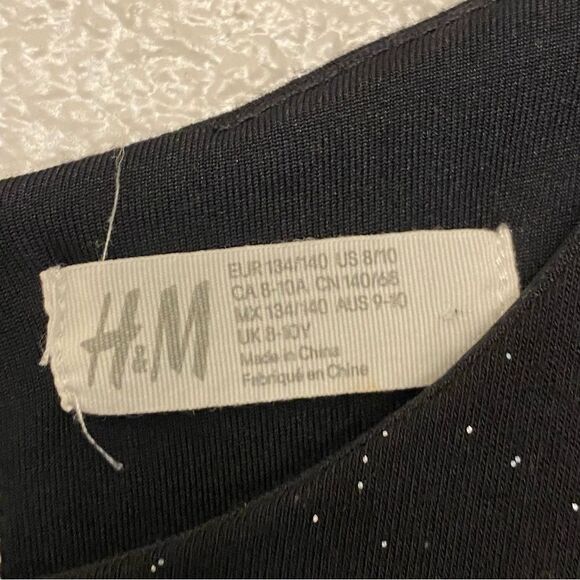 H&M
EUR 134/140 US 8/10
CA 8-10A CN 140/68
MX 134/140 AUS 9-10
UK 8-10Y
Made in China
Fabriqué en Chine